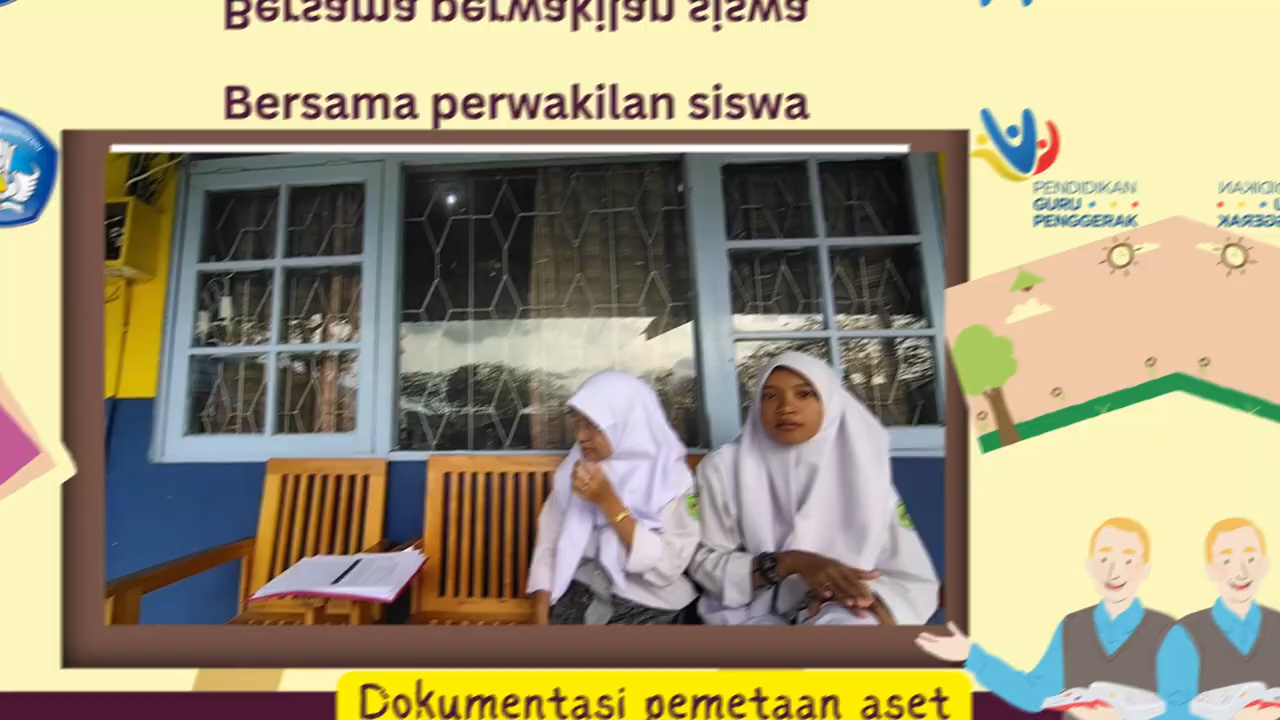 Bersama perwakilan siswa
Bersama perwakilan siswa
PENDIDIKAN
GURU
PENGGERAK
Dokumentasi pemetaan aset